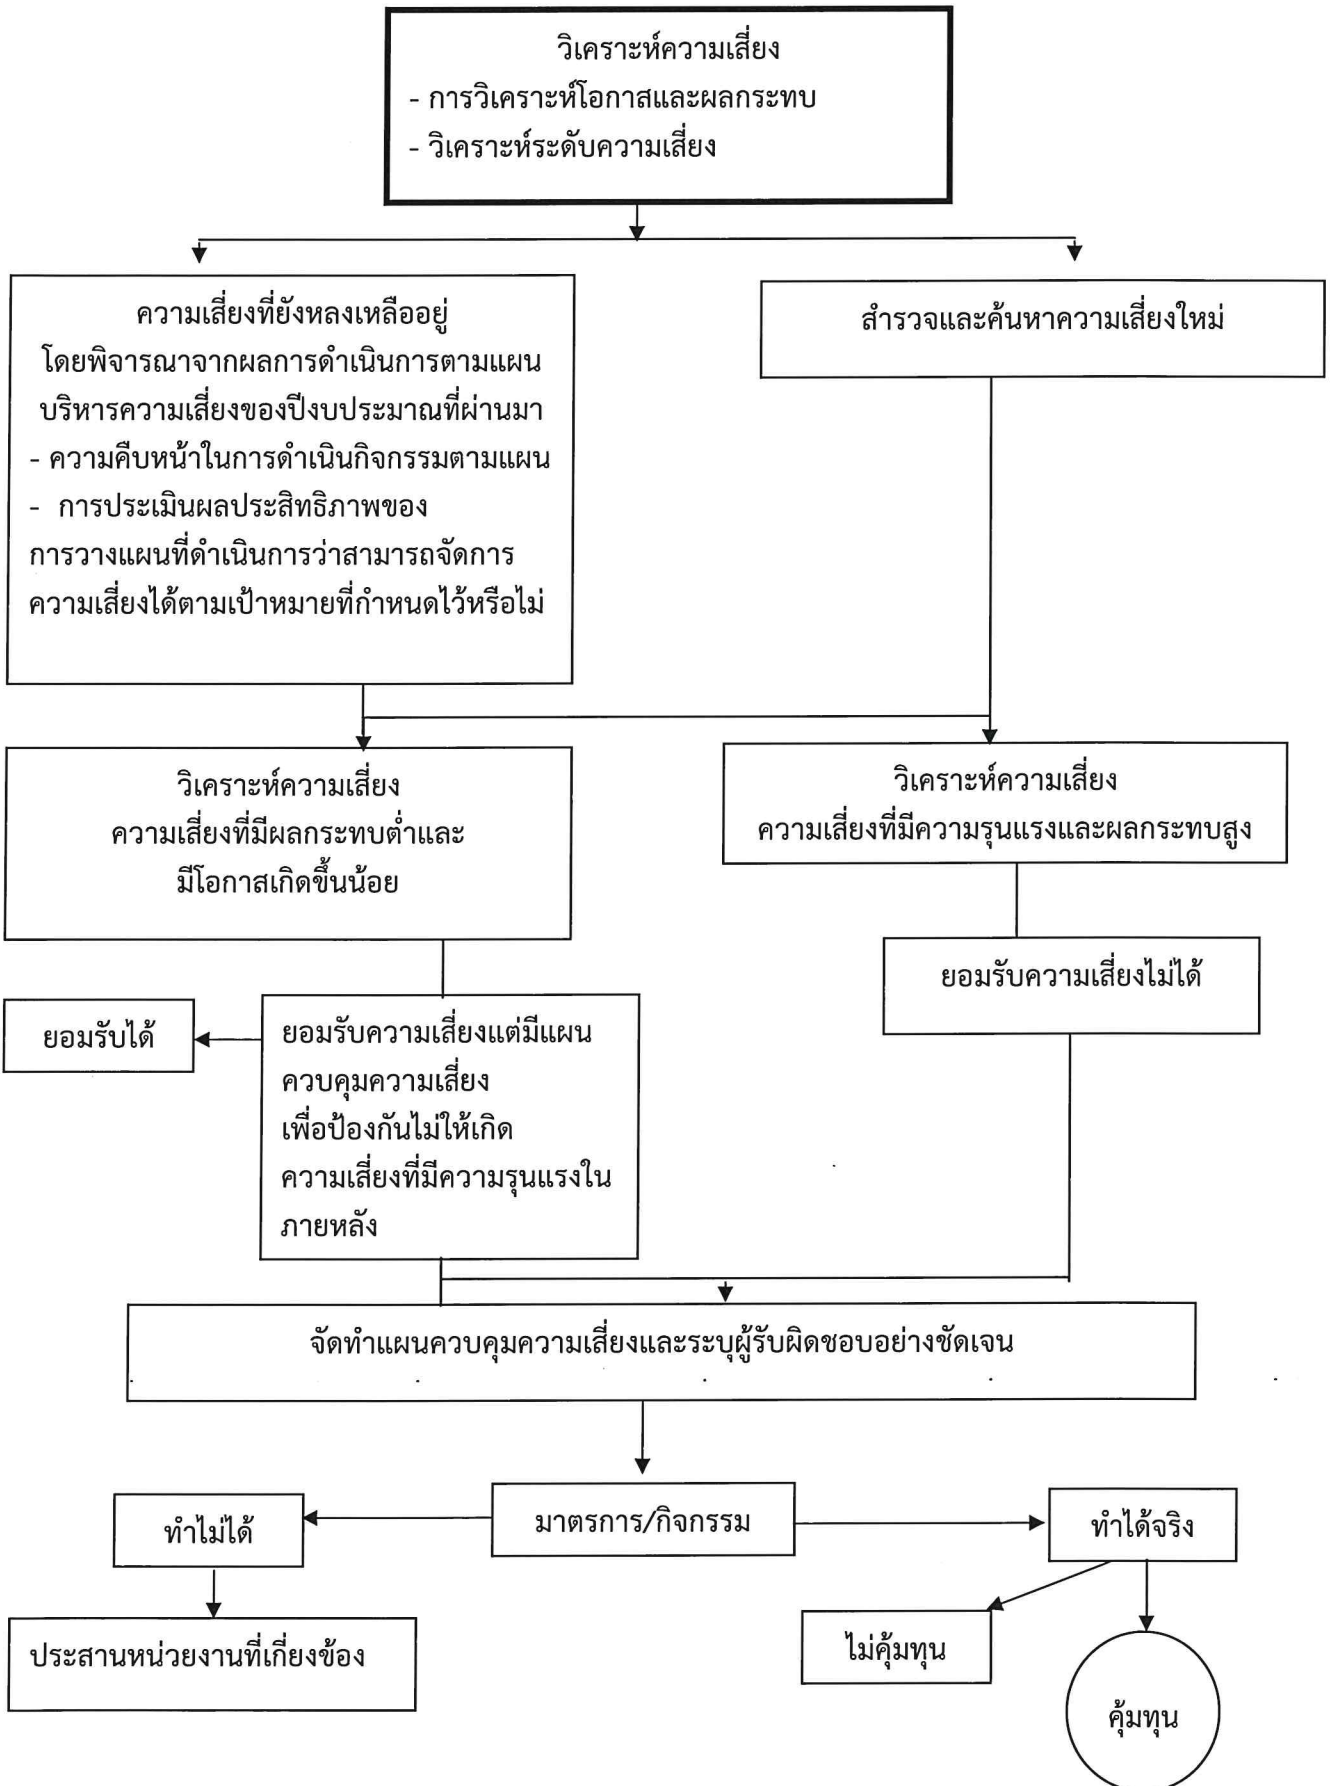 วิเคราะห์ความเสี่ยง
- การวิเคราะห์โอกาสและผลกระทบ
- วิเคราะห์ระดับความเสี่ยง
ความเสี่ยงที่ยังหลงเหลืออยู่
โดยพิจารณาจากผลการดำเนินการตามแผน
บริหารความเสี่ยงของปีงบประมาณที่ผ่านมา
- ความคืบหน้าในการดำเนินกิจกรรมตามแผน
- การประเมินผลประสิทธิภาพของ
การวางแผนที่ดำเนินการว่าสามารถจัดการ
ความเสี่ยงได้ตามเป้าหมายที่กำหนดไว้หรือไม่
สำรวจและค้นหาความเสี่ยงใหม่
วิเคราะห์ความเสี่ยง
ความเสี่ยงที่มีผลกระทบต่ำและ
มีโอกาสเกิดขึ้นน้อย
วิเคราะห์ความเสี่ยง
ความเสี่ยงที่มีความรุนแรงและผลกระทบสูง
ยอมรับความเสี่ยงไม่ได้
ยอมรับได้
ยอมรับความเสี่ยงแต่มีแผน
ควบคุมความเสี่ยง
เพื่อป้องกันไม่ให้เกิด
ความเสี่ยงที่มีความรุนแรงใน
ภายหลัง
จัดทำแผนควบคุมความเสี่ยงและระบุผู้รับผิดชอบอย่างชัดเจน
ทำไม่ได้
มาตรการ/กิจกรรม
ทำได้จริง
ประสานหน่วยงานที่เกี่ยงข้อง
ไม่คุ้มทุน
คุ้มทุน